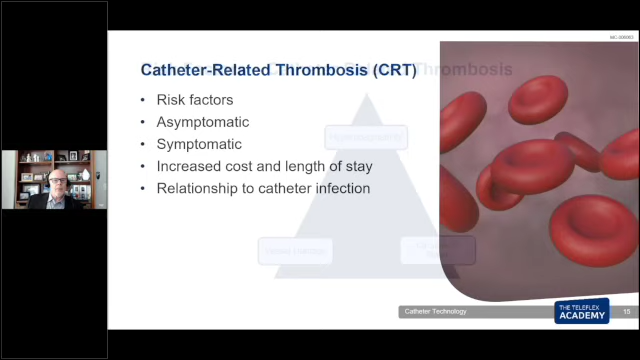 Catheter-Related Thrombosis (CRT)
• Risk factors
• Asymptomatic
• Symptomatic
• Increased cost and length of stay
• Relationship to catheter infection
Catheter Technology
THE TELEFLEX
ACADEMY
15